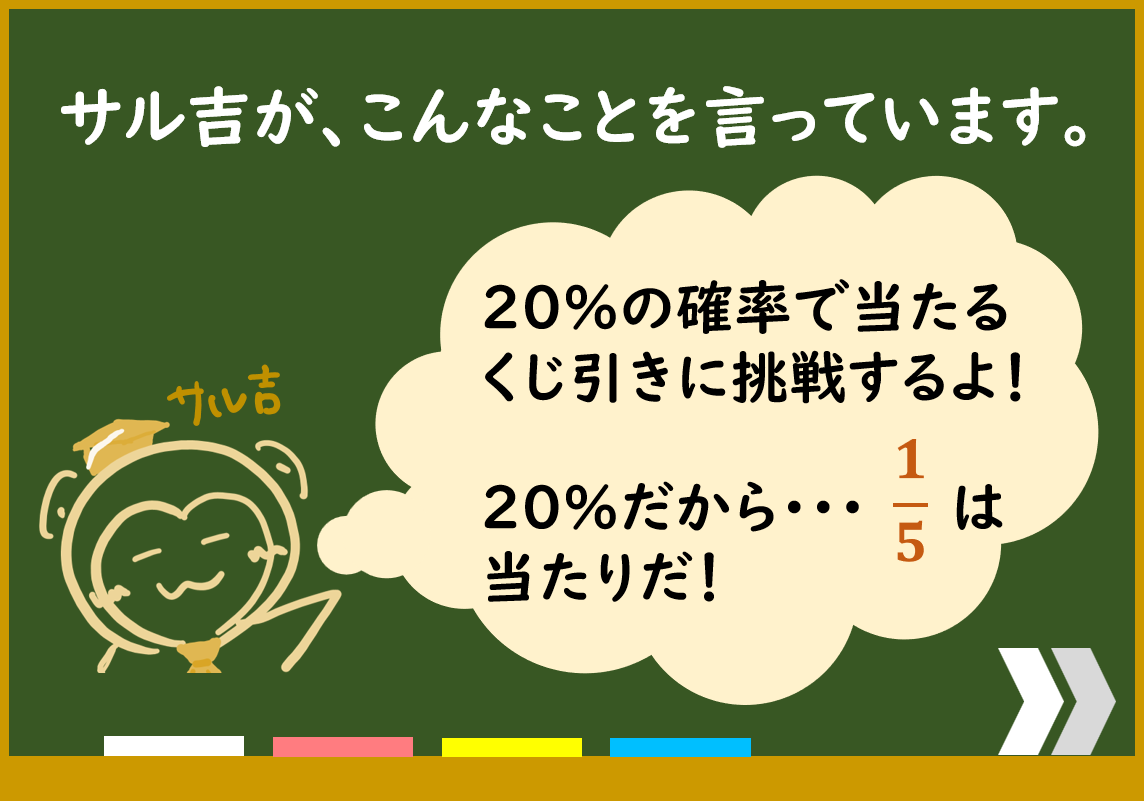 サル吉が、こんなことを言っています。
サル吉
２０％の確率で当たる
くじ引きに挑戦するよ！
２０％だから・・・ 1/5 は
当たりだ！